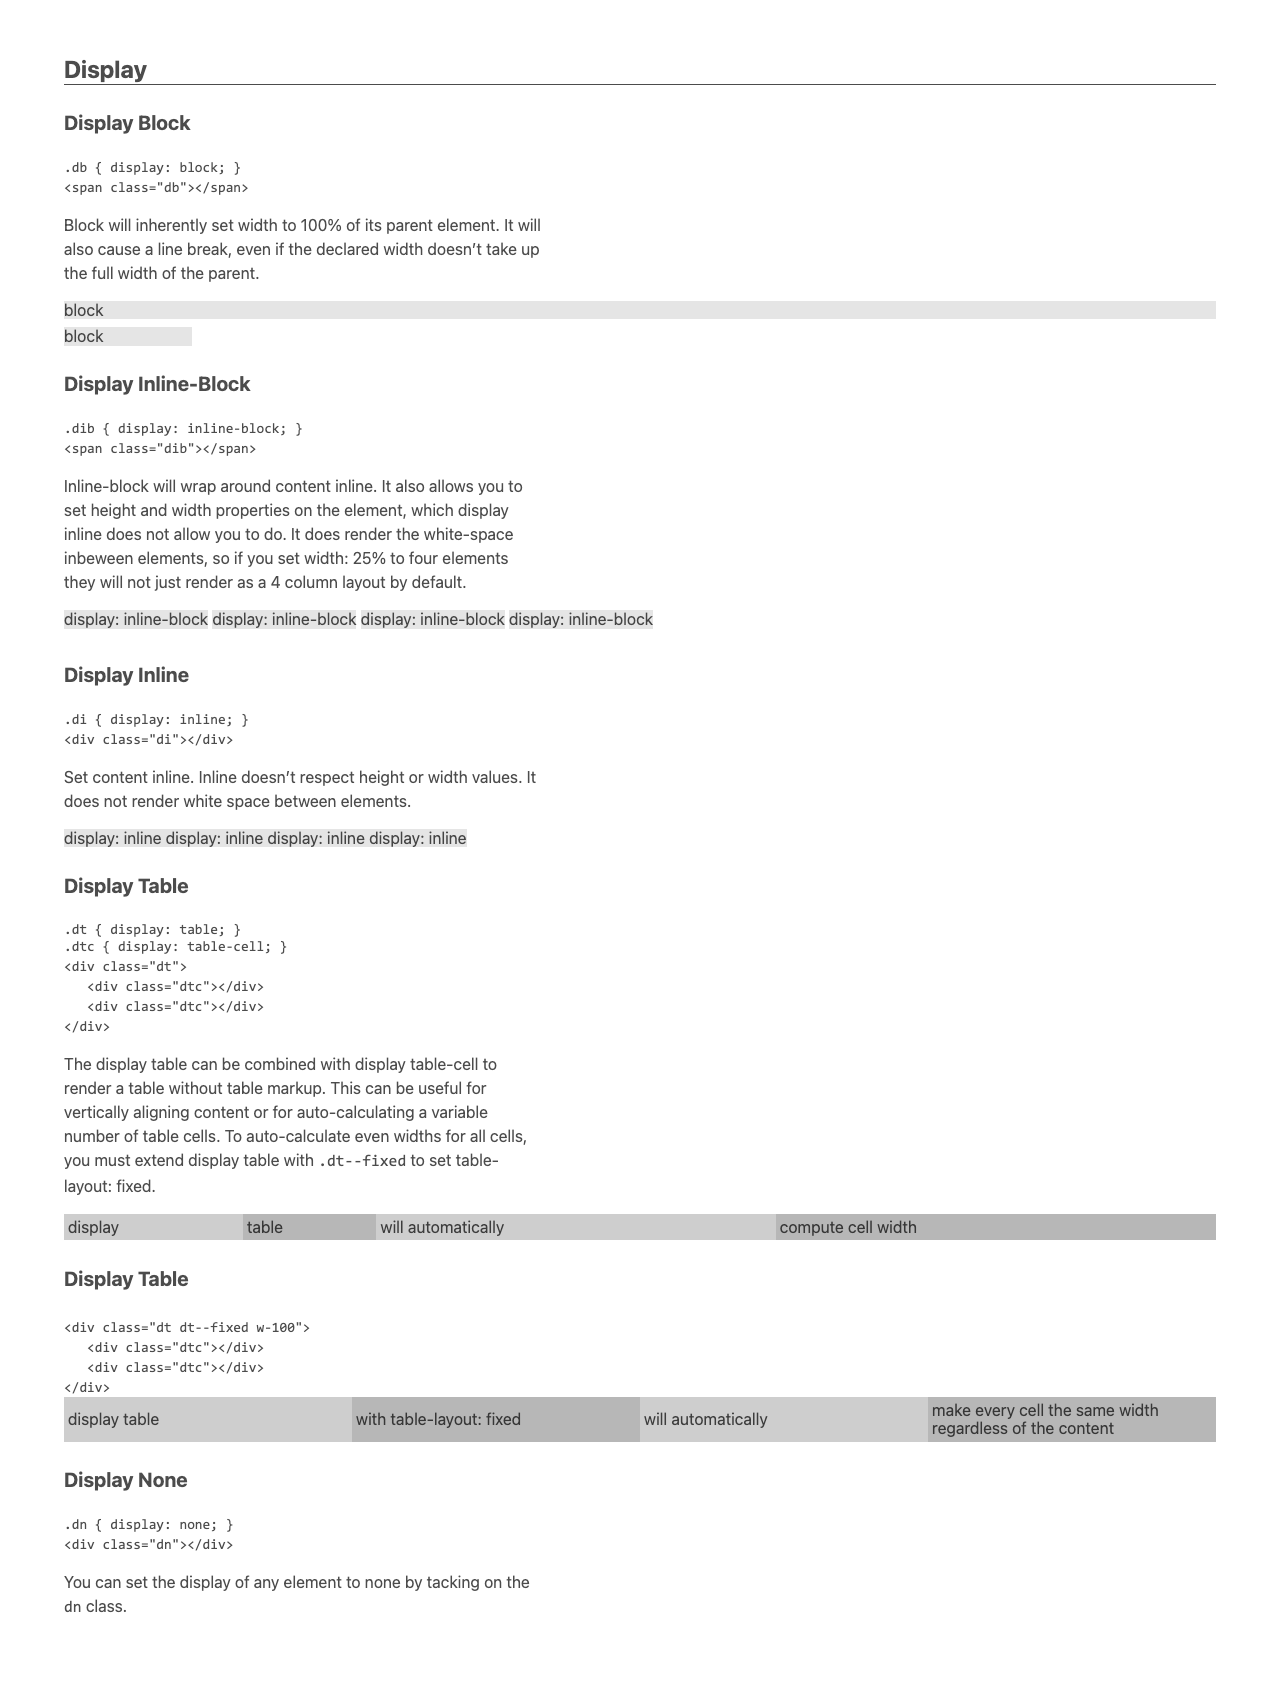 Display
Display Block
.db { display: block; }
<span class="db"></span>
Block will inherently set width to 100% of its parent element. It will
also cause a line break, even if the declared width doesn’t take up
the full width of the parent.
block
block
Display Inline-Block
.dib { display: inline-block; }
<span class="dib"></span>
Inline-block will wrap around content inline. It also allows you to
set height and width properties on the element, which display
inline does not allow you to do. It does render the white-space
inbeween elements, so if you set width: 25% to four elements
they will not just render as a 4 column layout by default.
display: inline-block display: inline-block display: inline-block display: inline-block
Display Inline
.di { display: inline; }
<div class="di"></div>
Set content inline. Inline doesn’t respect height or width values. It
does not render white space between elements.
display: inline display: inline display: inline display: inline
Display Table
.dt { display: table; }
.dtc { display: table-cell; }
<div class="dt">
   <div class="dtc"></div>
   <div class="dtc"></div>
</div>
The display table can be combined with display table-cell to
render a table without table markup. This can be useful for
vertically aligning content or for auto-calculating a variable
number of table cells. To auto-calculate even widths for all cells,
you must extend display table with .dt--fixed to set table-
layout: fixed.
display table will automatically compute cell width
Display Table
<div class="dt dt--fixed w-100">
   <div class="dtc"></div>
   <div class="dtc"></div>
</div>
display table with table-layout: fixed will automatically make every cell the same width
regardless of the content
Display None
.dn { display: none; }
<div class="dn"></div>
You can set the display of any element to none by tacking on the
dn class.